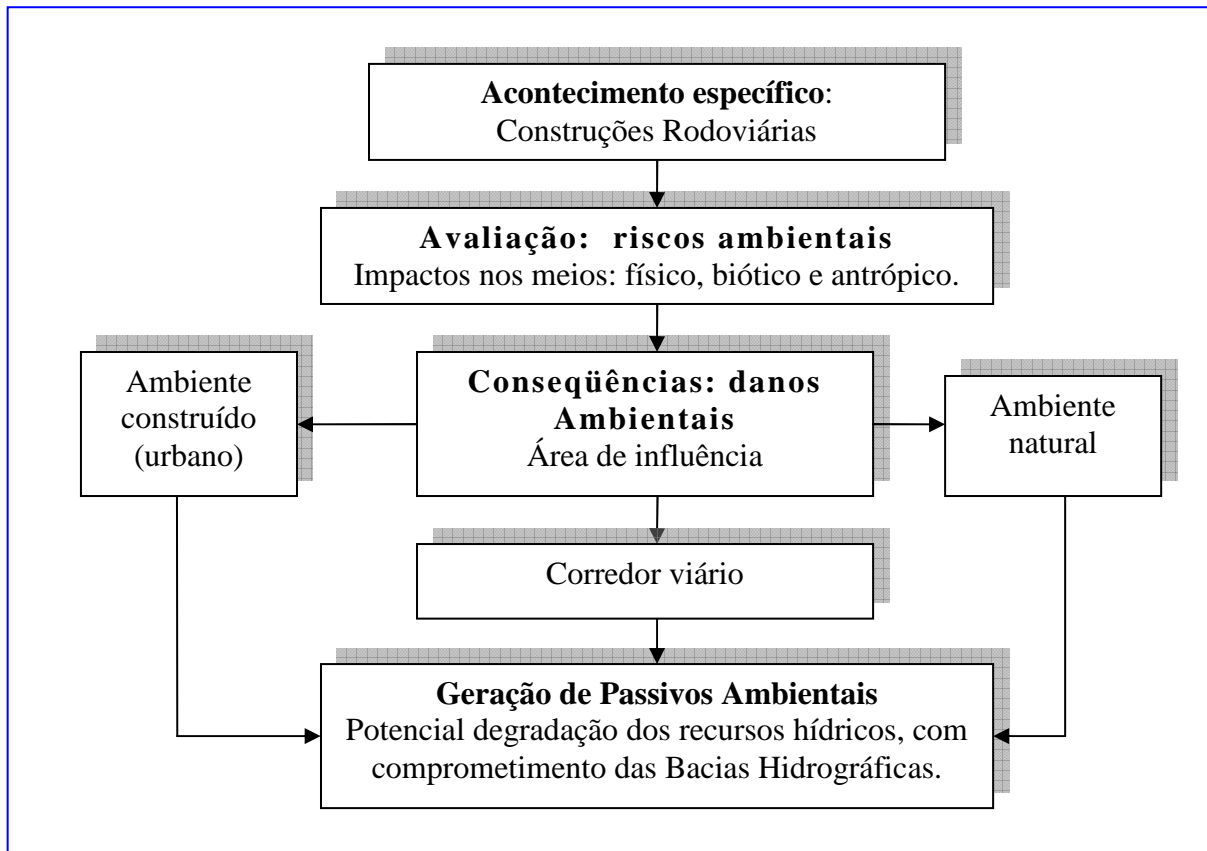 Acontecimento específico:
Construções Rodoviárias
Avaliação: riscos ambientais
Impactos nos meios: físico, biótico e antrópico.
Ambiente
construído
(urbano)
Conseqüências: danos
Ambientais
Área de influência
Ambiente
natural
Corredor viário
Geração de Passivos Ambientais
Potencial degradação dos recursos hídricos, com
comprometimento das Bacias Hidrográficas.